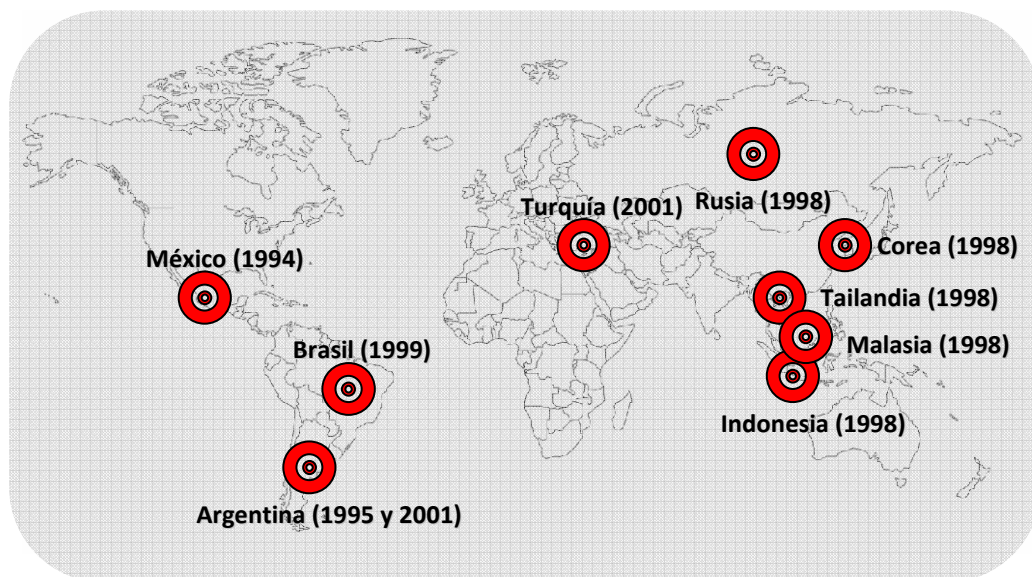 Turquía (2001)
Rusia (1998)
Corea (1998)
México (1994)
Tailandia (1998)
Malasia (1998)
Brasil (1999)
Indonesia (1998)
Argentina (1995 y 2001)